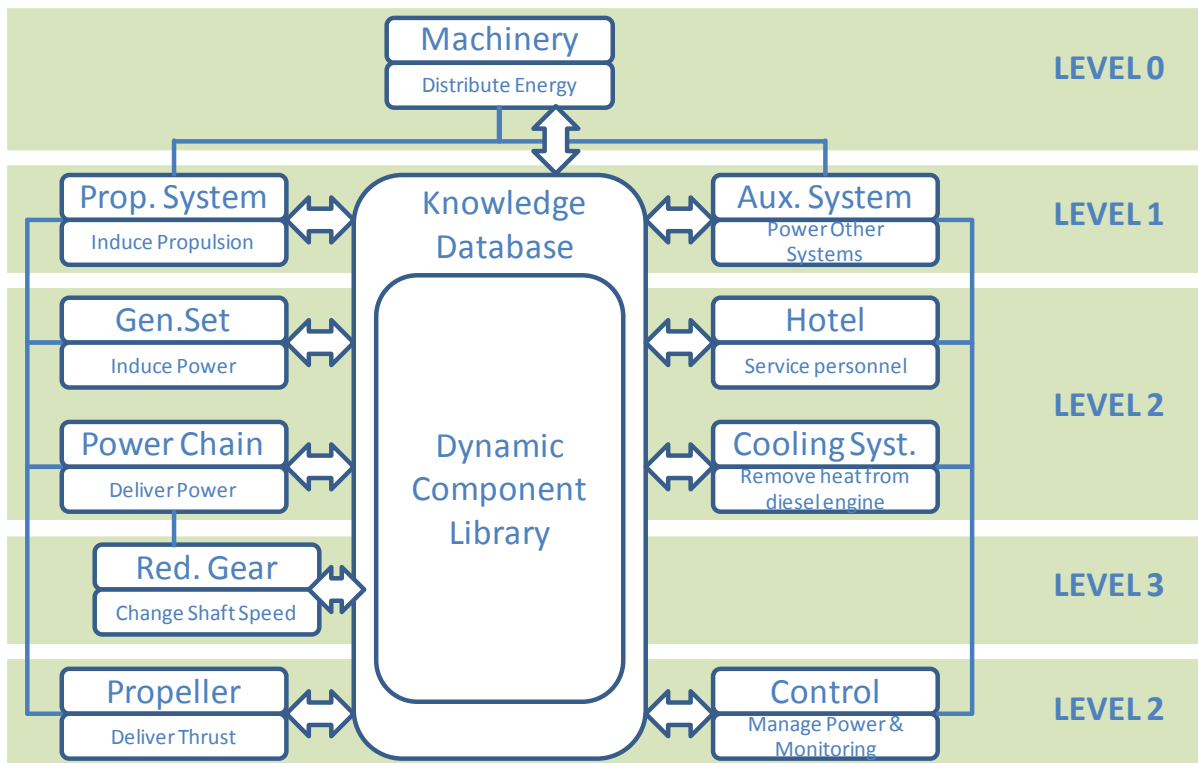 Machinery
Distribute Energy
LEVEL 0
Prop. System
Induce Propulsion
Knowledge
Database
Aux. System
Power Other
Systems
LEVEL 1
Gen.Set
Induce Power
Hotel
Service personnel
LEVEL 2
Power Chain
Deliver Power
Dynamic
Component
Library
Cooling Syst.
Remove heat from
diesel engine
Red. Gear
Change Shaft Speed
LEVEL 3
Propeller
Deliver Thrust
Control
Manage Power &
Monitoring
LEVEL 2